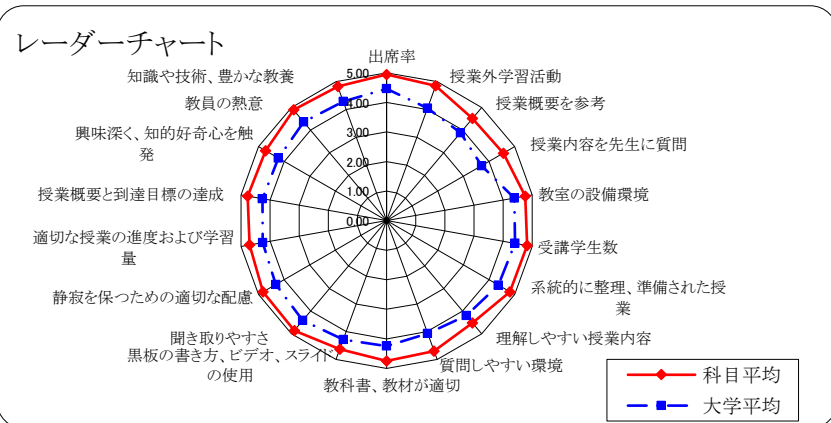 レーダーチャート
出席率
授業外学習活動
授業概要を参考
授業内容を先生に質問
教室の設備環境
受講学生数
系統的に整理、準備された授
業
理解しやすい授業内容
質問しやすい環境
教科書、教材が適切
黒板の書き方、ビデオ、スライド
の使用
聞き取りやすさ
静寂を保つための適切な配慮
適切な授業の進度および学習
量
授業概要と到達目標の達成
興味深く、知的好奇心を触
発
教員の熱意
知識や技術、豊かな教養
5.00
4.00
3.00
2.00
1.00
0.00
科目平均
大学平均